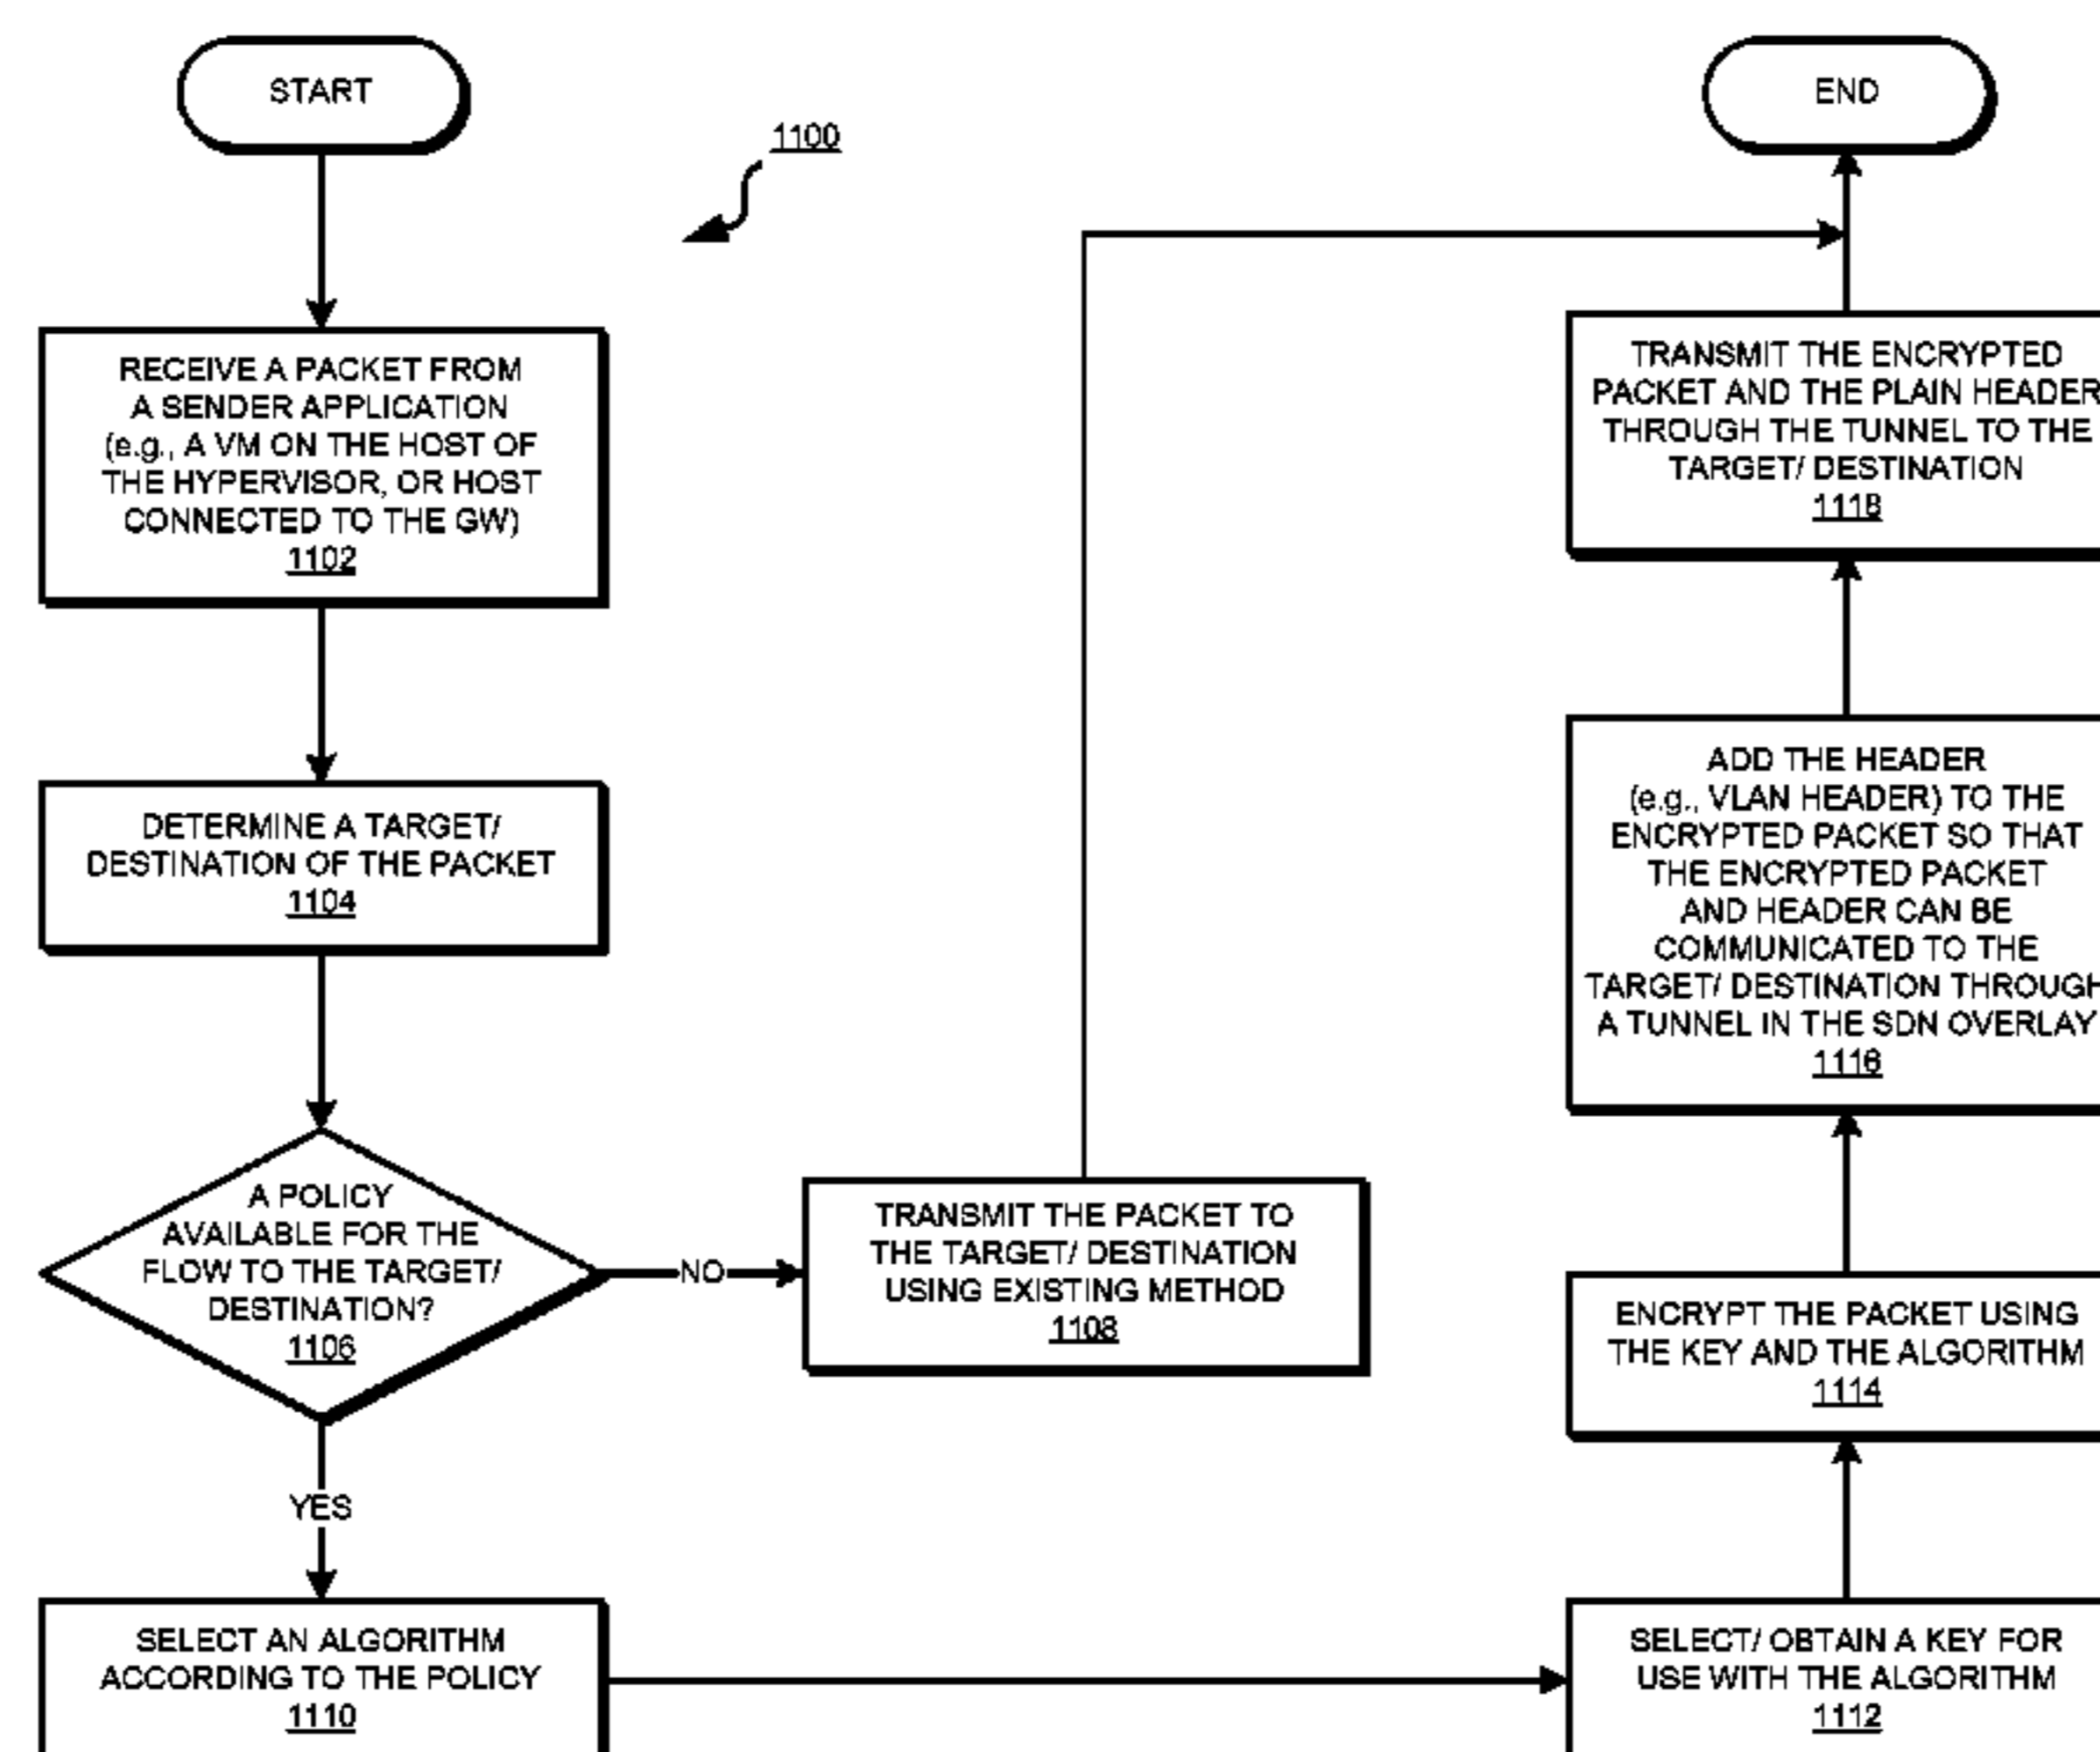 START
1100
RECEIVE A PACKET FROM
A SENDER APPLICATION
(e.g., A VM ON THE HOST OF
THE HYPERVISOR, OR HOST
CONNECTED TO THE GW)
1102
DETERMINE A TARGET/
DESTINATION OF THE PACKET
1104
A POLICY
AVAILABLE FOR THE
FLOW TO THE TARGET/
DESTINATION?
1106
NO
TRANSMIT THE PACKET TO
THE TARGET/ DESTINATION
USING EXISTING METHOD
1108
YES
SELECT AN ALGORITHM
ACCORDING TO THE POLICY
1110
SELECT/ OBTAIN A KEY FOR
USE WITH THE ALGORITHM
1112
ENCRYPT THE PACKET USING
THE KEY AND THE ALGORITHM
1114
ADD THE HEADER
(e.g., VLAN HEADER) TO THE
ENCRYPTED PACKET SO THAT
THE ENCRYPTED PACKET
AND HEADER CAN BE
COMMUNICATED TO THE
TARGET/ DESTINATION THROUGH
A TUNNEL IN THE SDN OVERLAY
1116
TRANSMIT THE ENCRYPTED
PACKET AND THE PLAIN HEADER
THROUGH THE TUNNEL TO THE
TARGET/ DESTINATION
1118
END